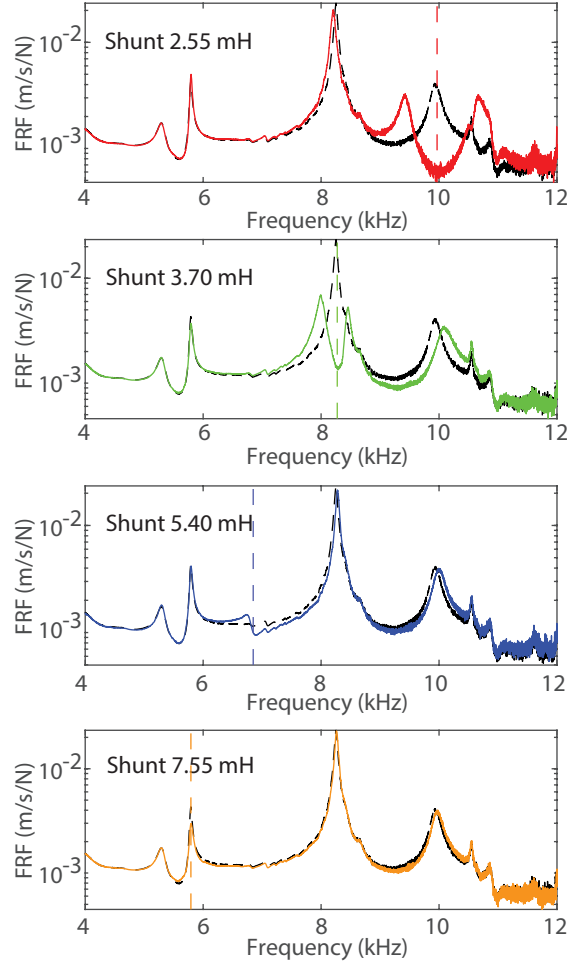 Shunt 2.55 mH
FRF (m/s/N)
10-2
10-3
4 6 8 10 12
Frequency (kHz)
Shunt 3.70 mH
FRF (m/s/N)
10-2
10-3
4 6 8 10 12
Frequency (kHz)
Shunt 5.40 mH
FRF (m/s/N)
10-2
10-3
4 6 8 10 12
Frequency (kHz)
Shunt 7.55 mH
FRF (m/s/N)
10-2
10-3
4 6 8 10 12
Frequency (kHz)